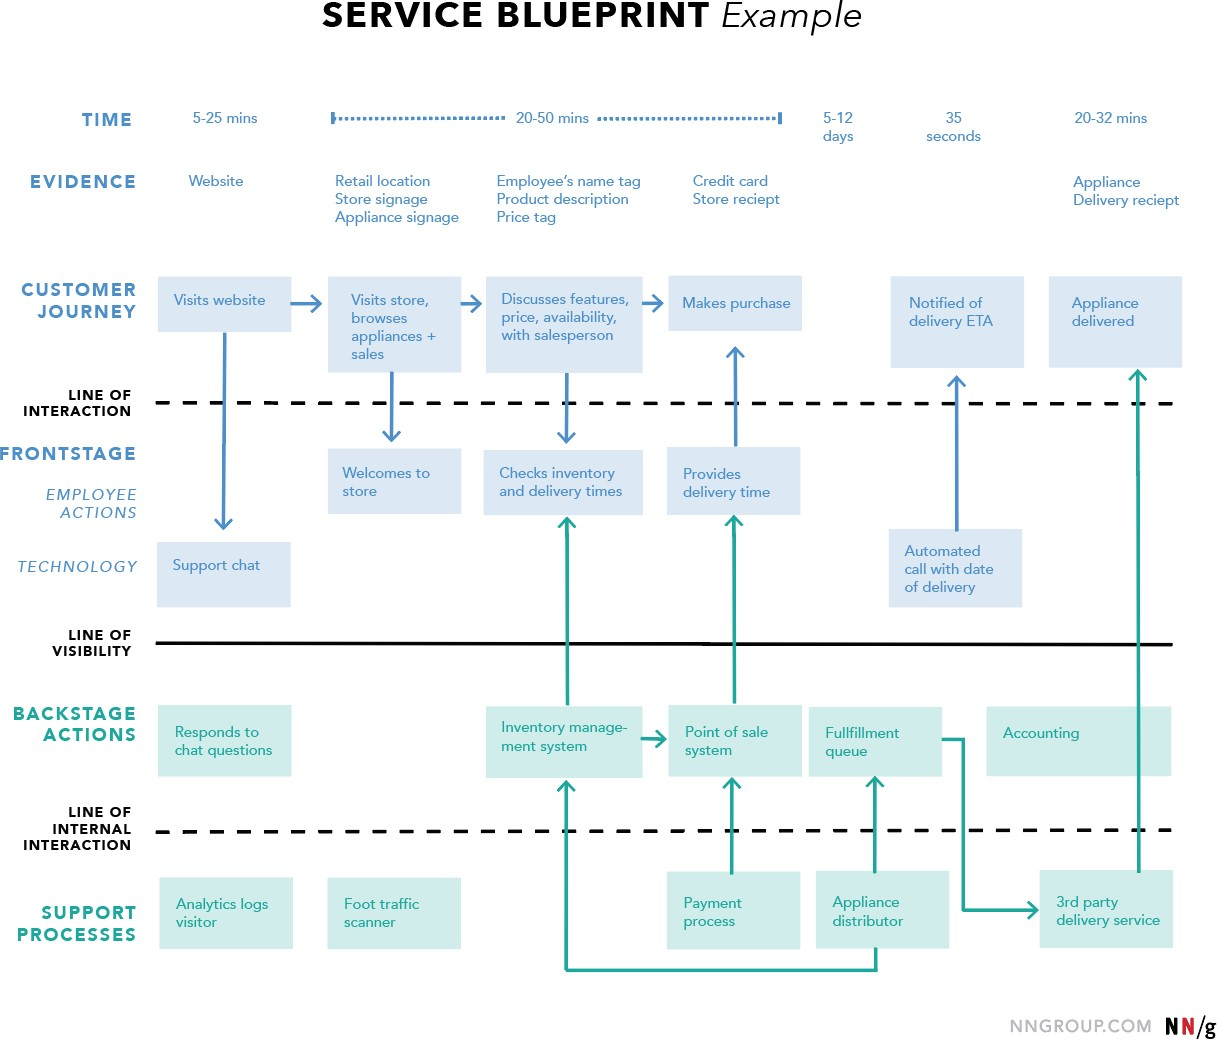 SERVICE BLUEPRINT Example
TIME
5-25 mins
20-50 mins
5-12
days
35
seconds
20-32 mins
EVIDENCE
Website
Retail location
Store signage
Appliance signage
Employee's name tag
Product description
Price tag
Credit card
Store reciept
Appliance
Delivery reciept
CUSTOMER
JOURNEY
Visits website
Visits store,
browses
appliances +
sales
Discusses features,
price, availability,
with salesperson
Makes purchase
Notified of
delivery ETA
Appliance
delivered
LINE OF
INTERACTION
FRONTSTAGE
EMPLOYEE
ACTIONS
Welcomes to
store
Checks inventory
and delivery times
Provides
delivery time
TECHNOLOGY
Support chat
Automated
call with date
of delivery
LINE OF
VISIBILITY
BACKSTAGE
ACTIONS
Responds to
chat questions
Inventory manage-
ment system
Point of sale
system
Fullfillment
queue
Accounting
LINE OF
INTERNAL
INTERACTION
SUPPORT
PROCESSES
Analytics logs
visitor
Foot traffic
scanner
Payment
process
Appliance
distributor
3rd party
delivery service
NNGROUP.COM NN/g